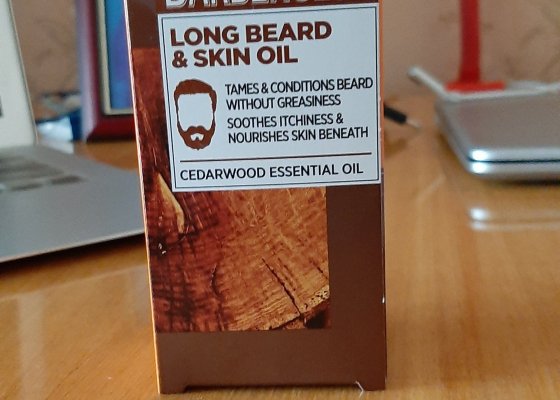 LONG BEARD
& SKIN OIL
TAMES & CONDITIONS BEARD
WITHOUT GREASINESS
SOOTHES ITCHINESS &
NOURISHES SKIN BENEATH
CEDARWOOD ESSENTIAL OIL